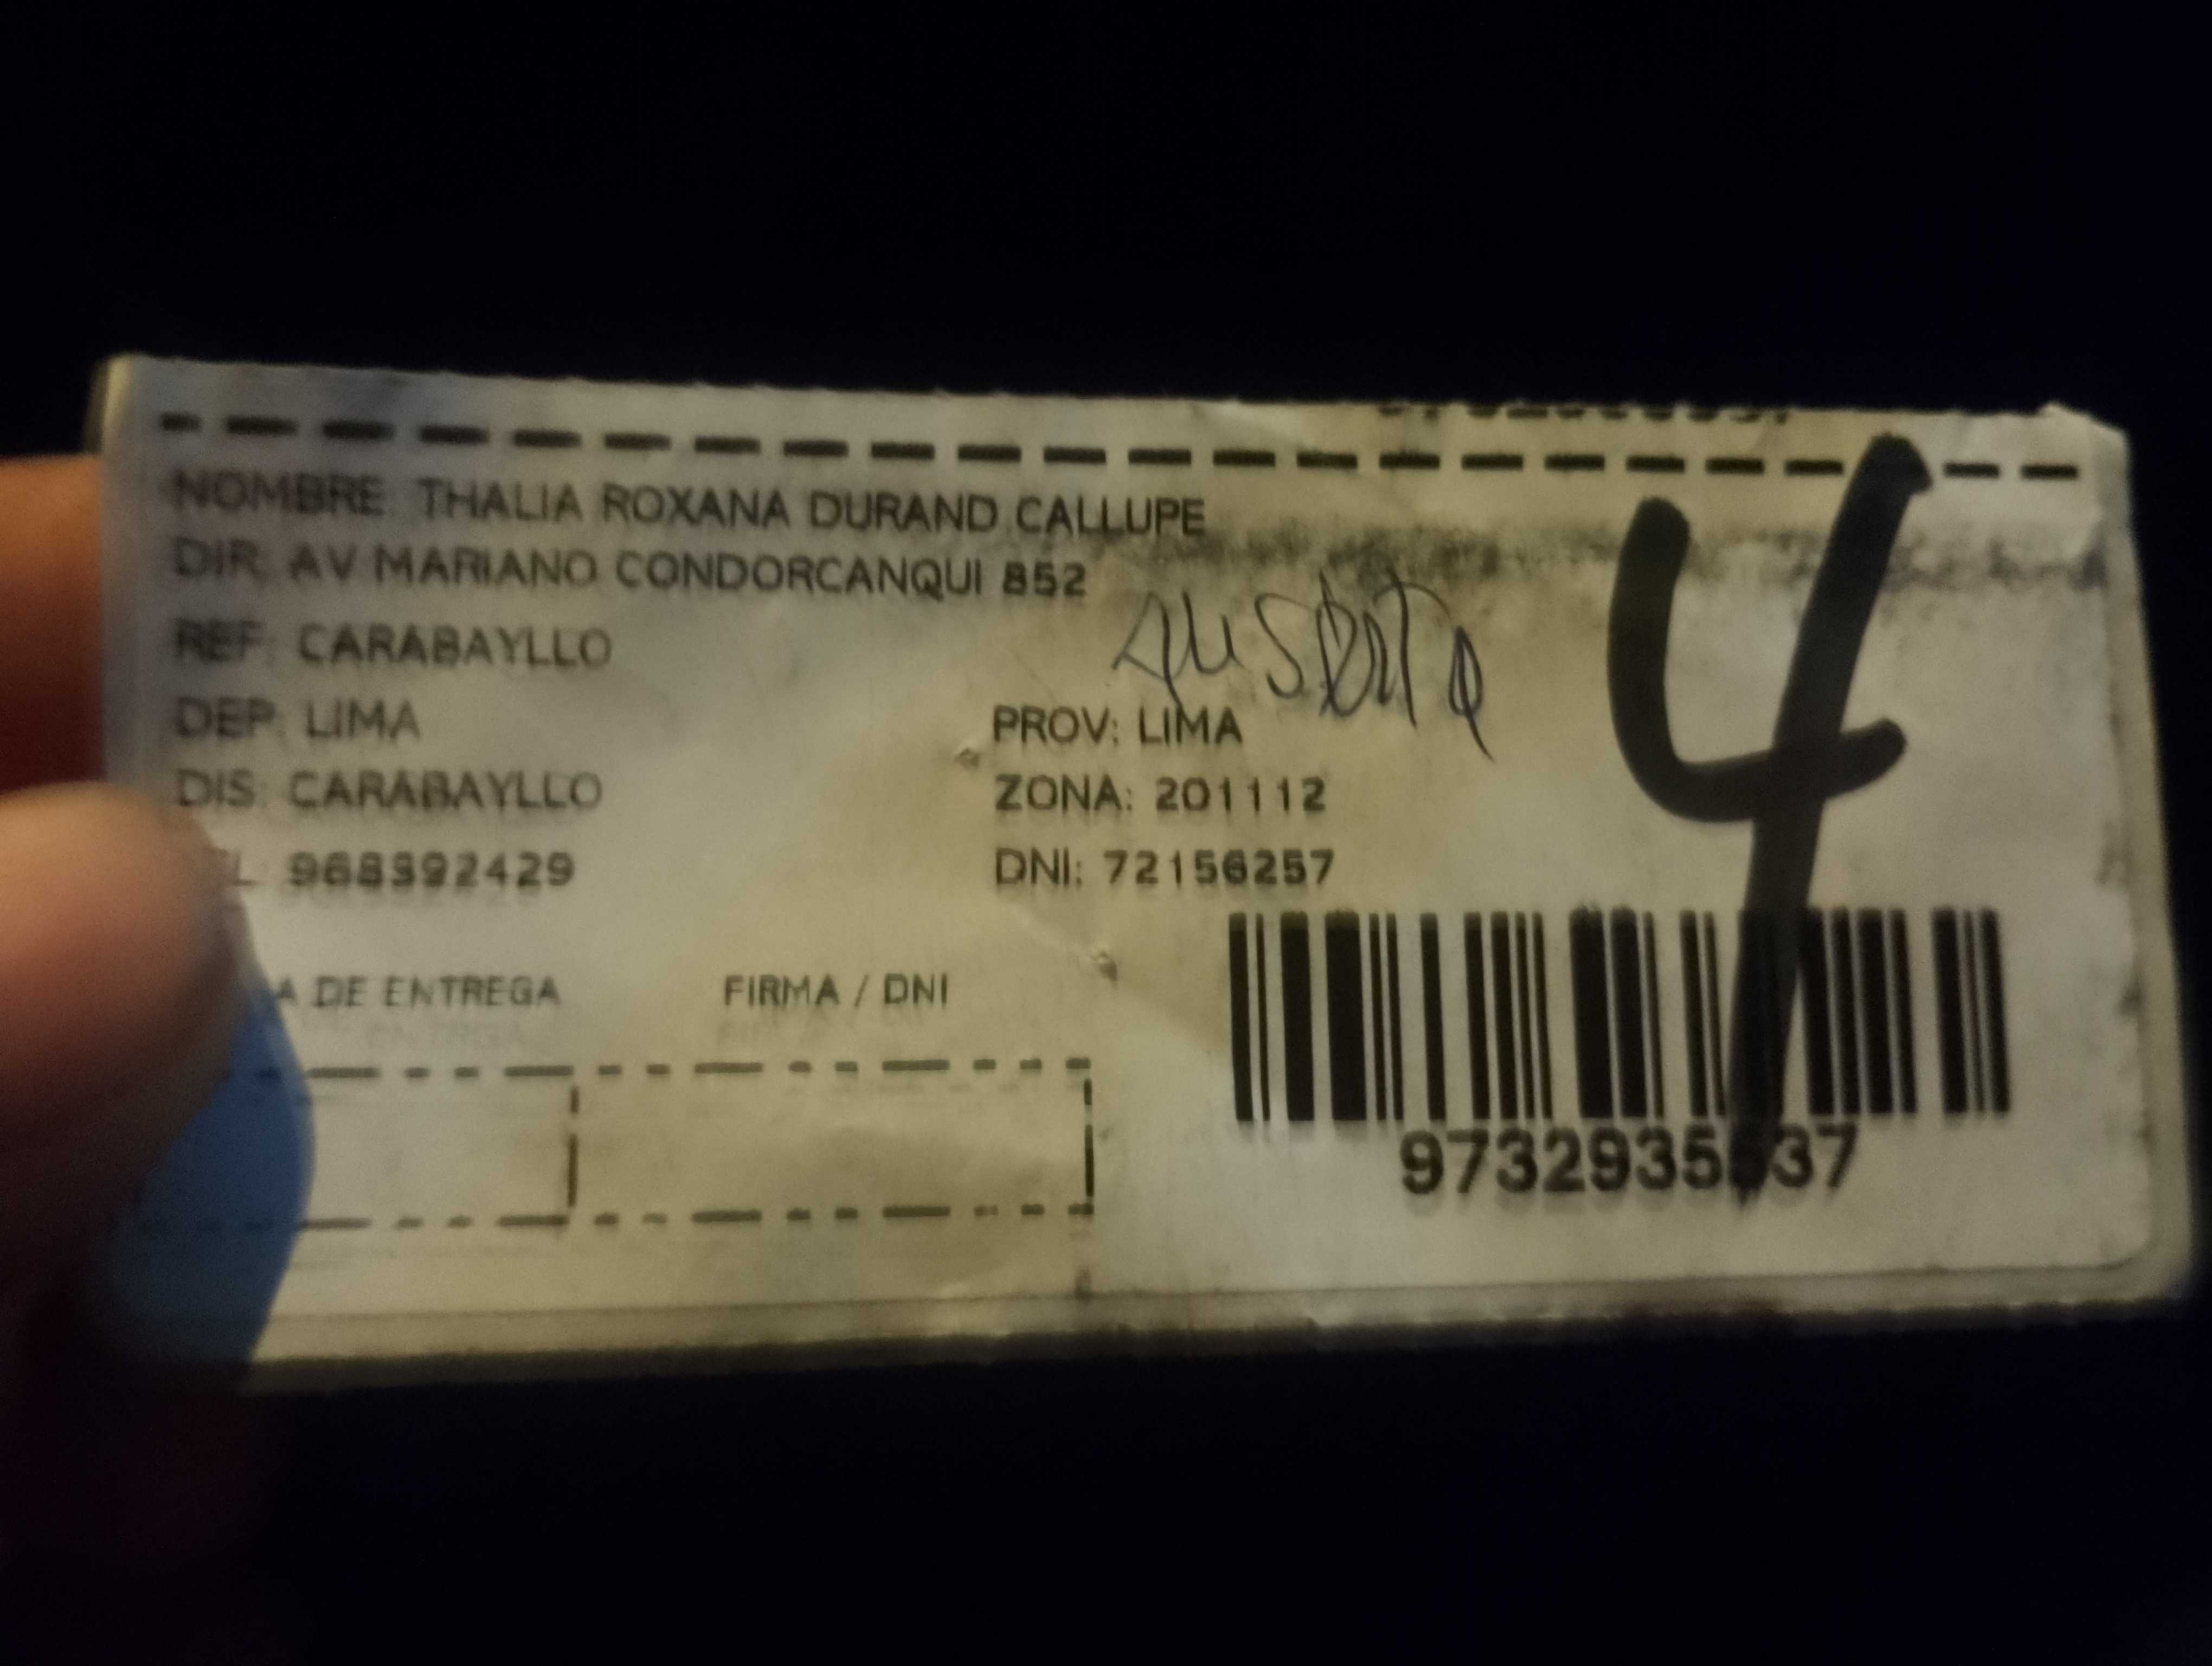 NOMBRE: THALIA ROXANA DURAND CALLUPE
DIR: AV MARIANO CONDORCANQUI 852
REF: CARABAYLLO
DEP: LIMA
PROV: LIMA
DIS: CARABAYLLO
ZONA: 201112
L: 968392429
DNI: 72156257
A DE ENTREGA
FIRMA / DNI
4